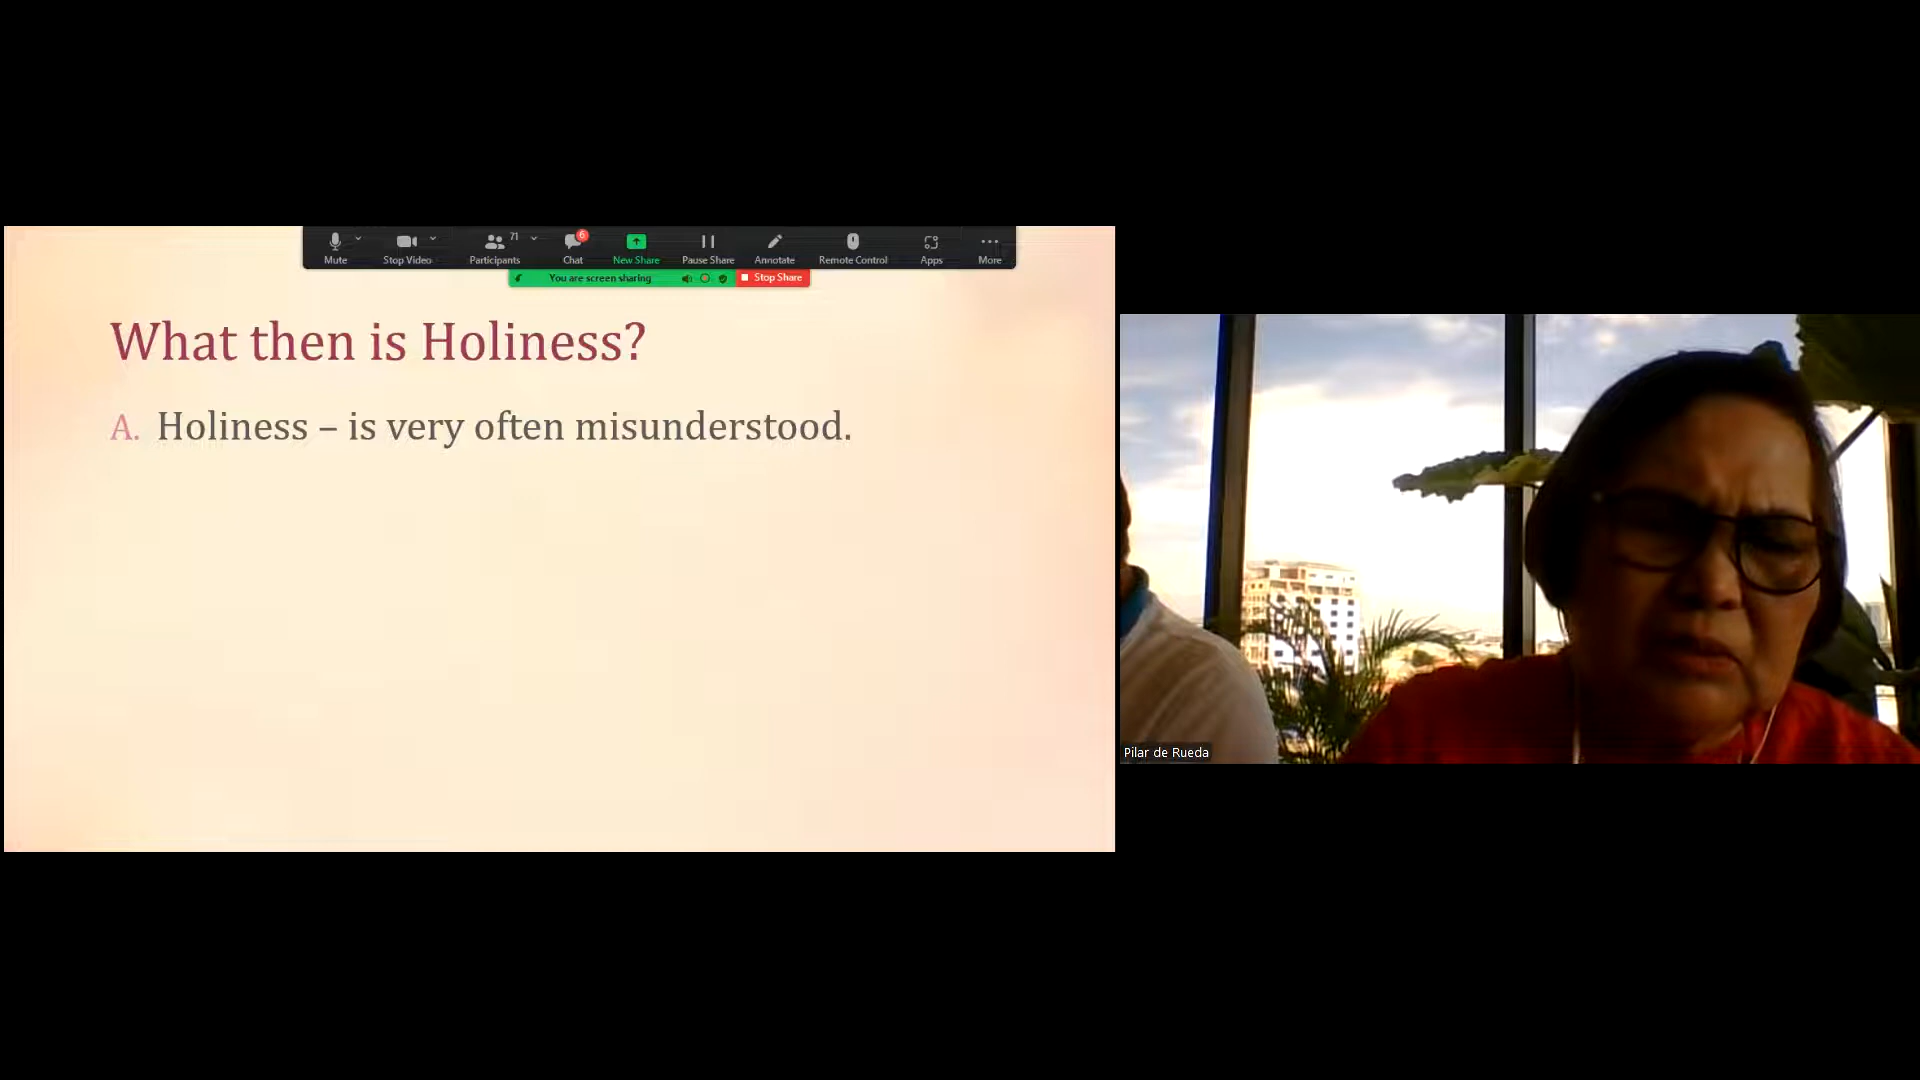 71
6
Mute
Stop Video
Participants
Chat
New Share
Pause Share
Annotate
Remote Control
Apps
More
You are screen sharing
Stop Share
What then is Holiness?
A. Holiness – is very often misunderstood.
Pilar de Rueda